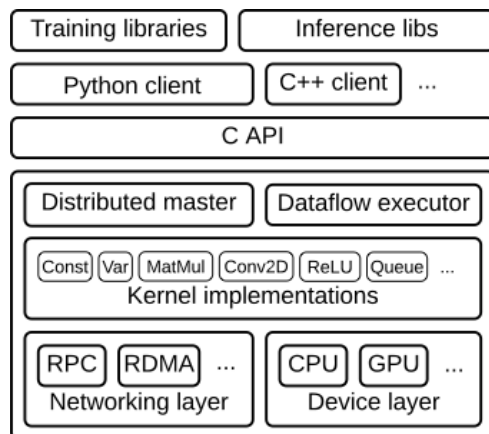 Training libraries Inference libs
Python client C++ client ...
C API
Distributed master Dataflow executor
Const Var MatMul Conv2D ReLU Queue ...
Kernel implementations
RPC RDMA ... CPU GPU ...
Networking layer Device layer